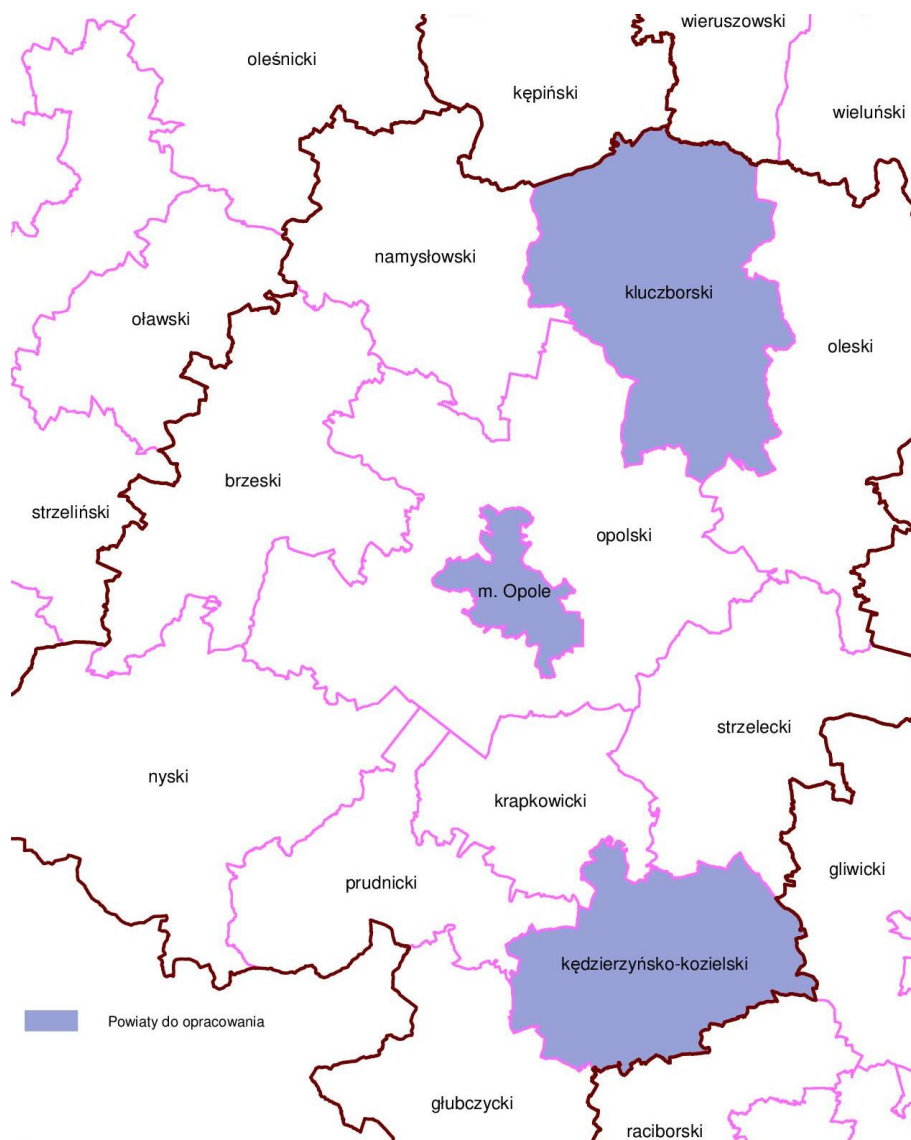 wieruszowski
oleśnicki
kępiński
wieluński
namysłowski
kluczborski
oławski
oleski
brzeski
strzeliński
opolski
m. Opole
strzelecki
nyski
krapkowicki
gliwicki
prudnicki
kędzierzyńsko-kozielski
Powiaty do opracowania
głubczycki
raciborski